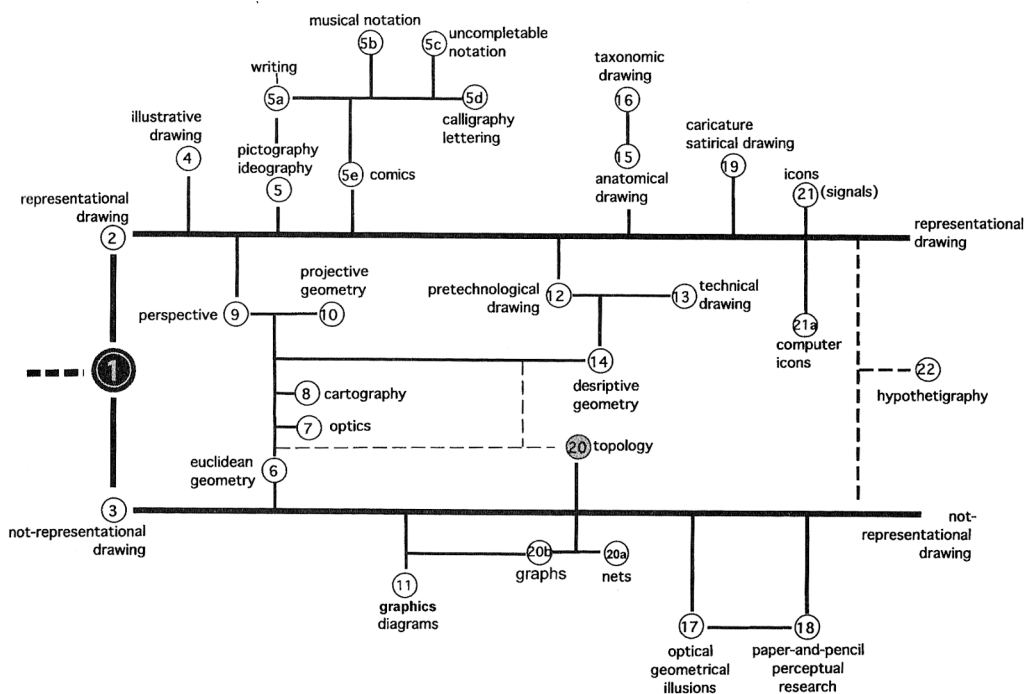 musical notation
5b
5c
uncompletable
notation
writing
5a
5d
calligraphy
lettering
illustrative
drawing
4
pictography
ideography
5
5e
comics
taxonomic
drawing
16
15
anatomical
drawing
caricature
satirical drawing
19
icons
21
(signals)
representational
drawing
2
representational
drawing
projective
geometry
perspective
9
10
pretechnological
drawing
12
13
technical
drawing
21a
computer
icons
1
14
desriptive
geometry
22
hypothetigraphy
8
cartography
7
optics
euclidean
geometry
6
20
topology
3
not-representational
drawing
not-
representational
drawing
20b
graphs
20a
nets
11
graphics
diagrams
17
optical
geometrical
illusions
18
paper-and-pencil
perceptual
research